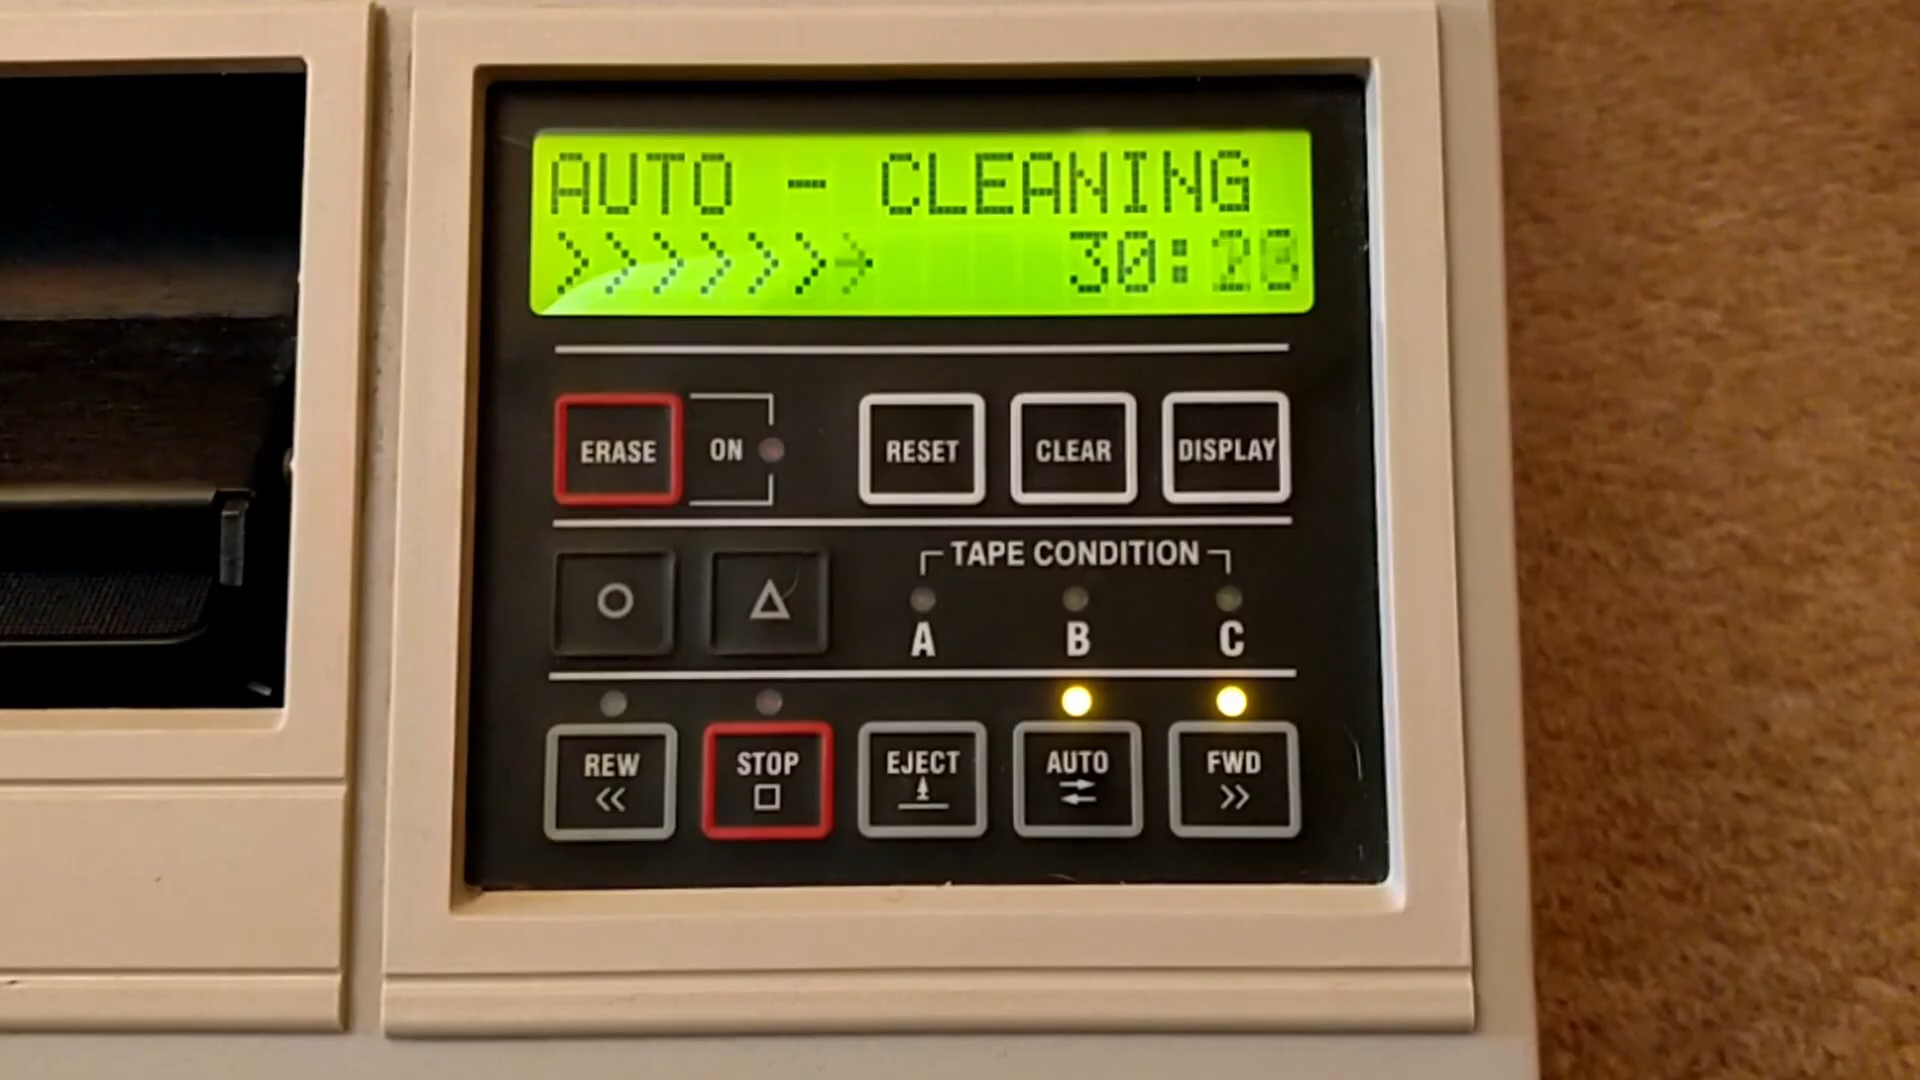 AUTO - CLEANING
>>>>>>> 30:
ERASE ON RESET CLEAR DISPLAY
TAPE CONDITION
A B C
REW STOP EJECT AUTO FWD